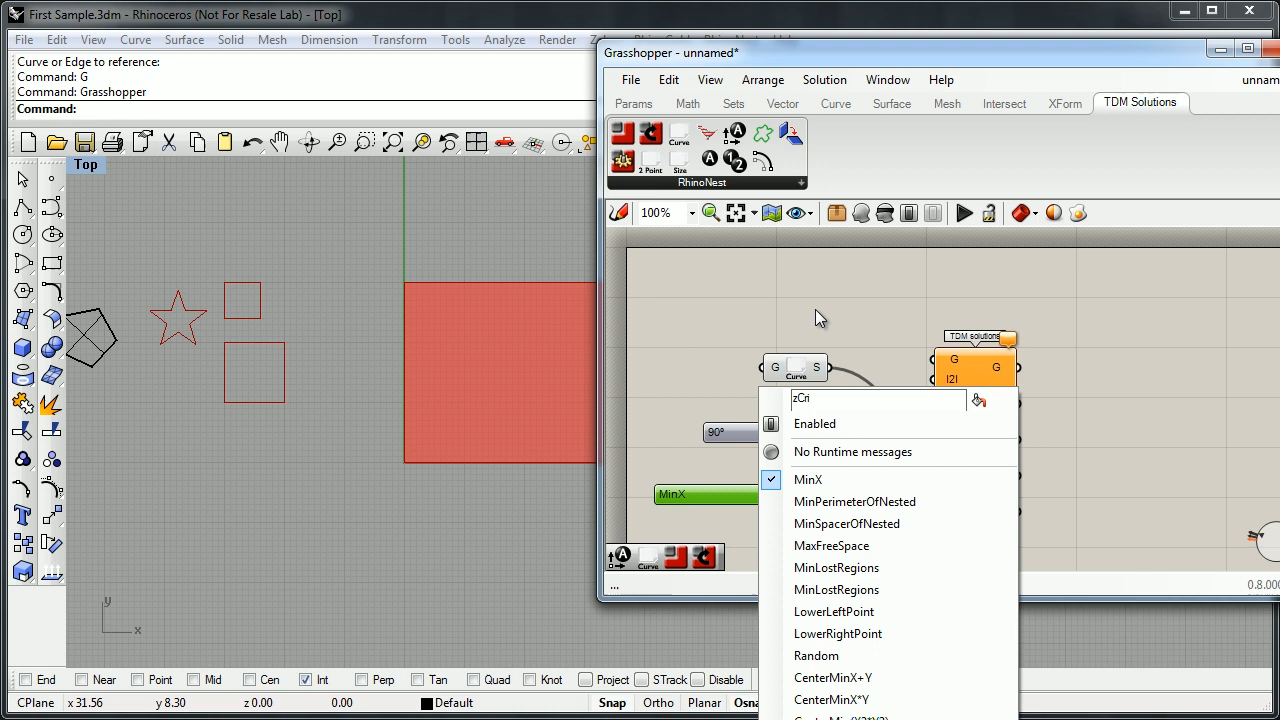 First Sample.3dm - Rhinoceros (Not For Resale Lab) - [Top]
File Edit View Curve Surface Solid Mesh Dimension Transform Tools Analyze Render
Curve or Edge to reference:
Command: G
Command: Grasshopper
Command:
Top
Grasshopper - unnamed*
File Edit View Arrange Solution Window Help unnam
Params Math Sets Vector Curve Surface Mesh Intersect XForm TDM Solutions
Curve
2 Point Size
RhinoNest
100%
TDM solutions
G Curve S
G G
I2I
90º
MinX
zCri
Enabled
No Runtime messages
MinX
MinPerimeterOfNested
MinSpacerOfNested
MaxFreeSpace
MinLostRegions
MinLostRegions
LowerLeftPoint
LowerRightPoint
Random
CenterMinX+Y
CenterMinX*Y
Curve
... 0.8.000
y
x
End Near Point Mid Cen Int Perp Tan Quad Knot Project STrack Disable
CPlane x 31.56 y 8.30 z 0.00 0.00 Default Snap Ortho Planar Osna